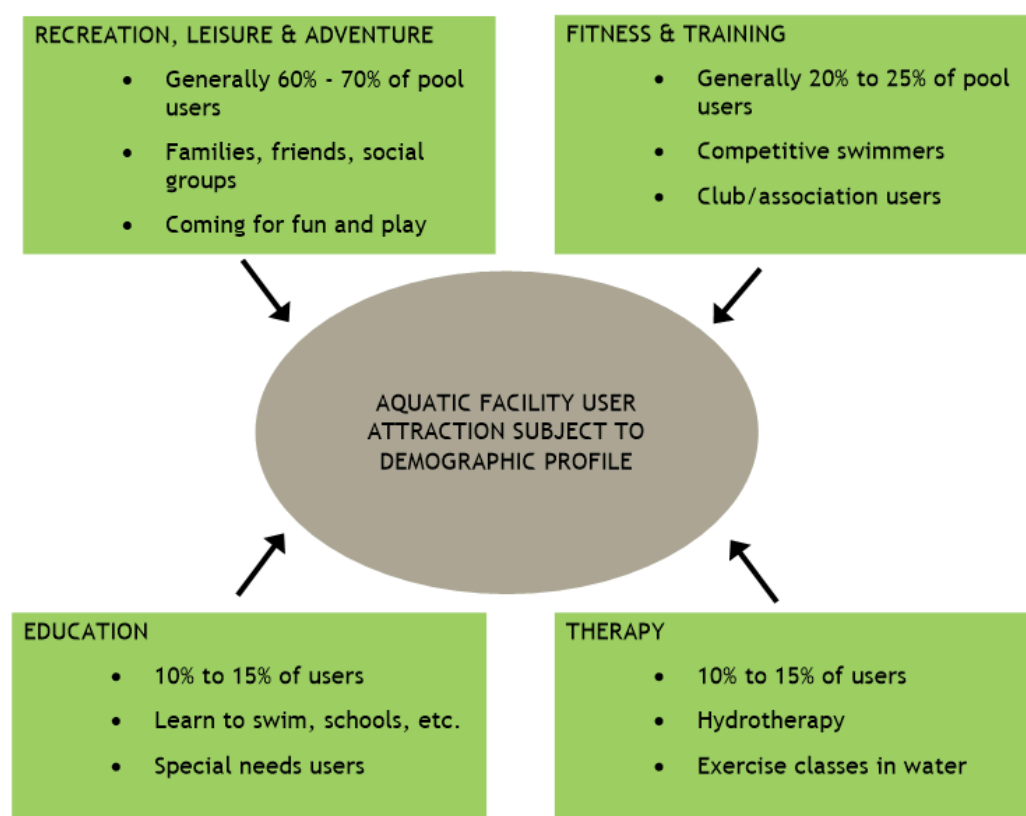 RECREATION, LEISURE & ADVENTURE
• Generally 60% - 70% of pool
users
• Families, friends, social
groups
• Coming for fun and play
FITNESS & TRAINING
• Generally 20% to 25% of pool
users
• Competitive swimmers
• Club/association users
AQUATIC FACILITY USER
ATTRACTION SUBJECT TO
DEMOGRAPHIC PROFILE
EDUCATION
• 10% to 15% of users
• Learn to swim, schools, etc.
• Special needs users
THERAPY
• 10% to 15% of users
• Hydrotherapy
• Exercise classes in water